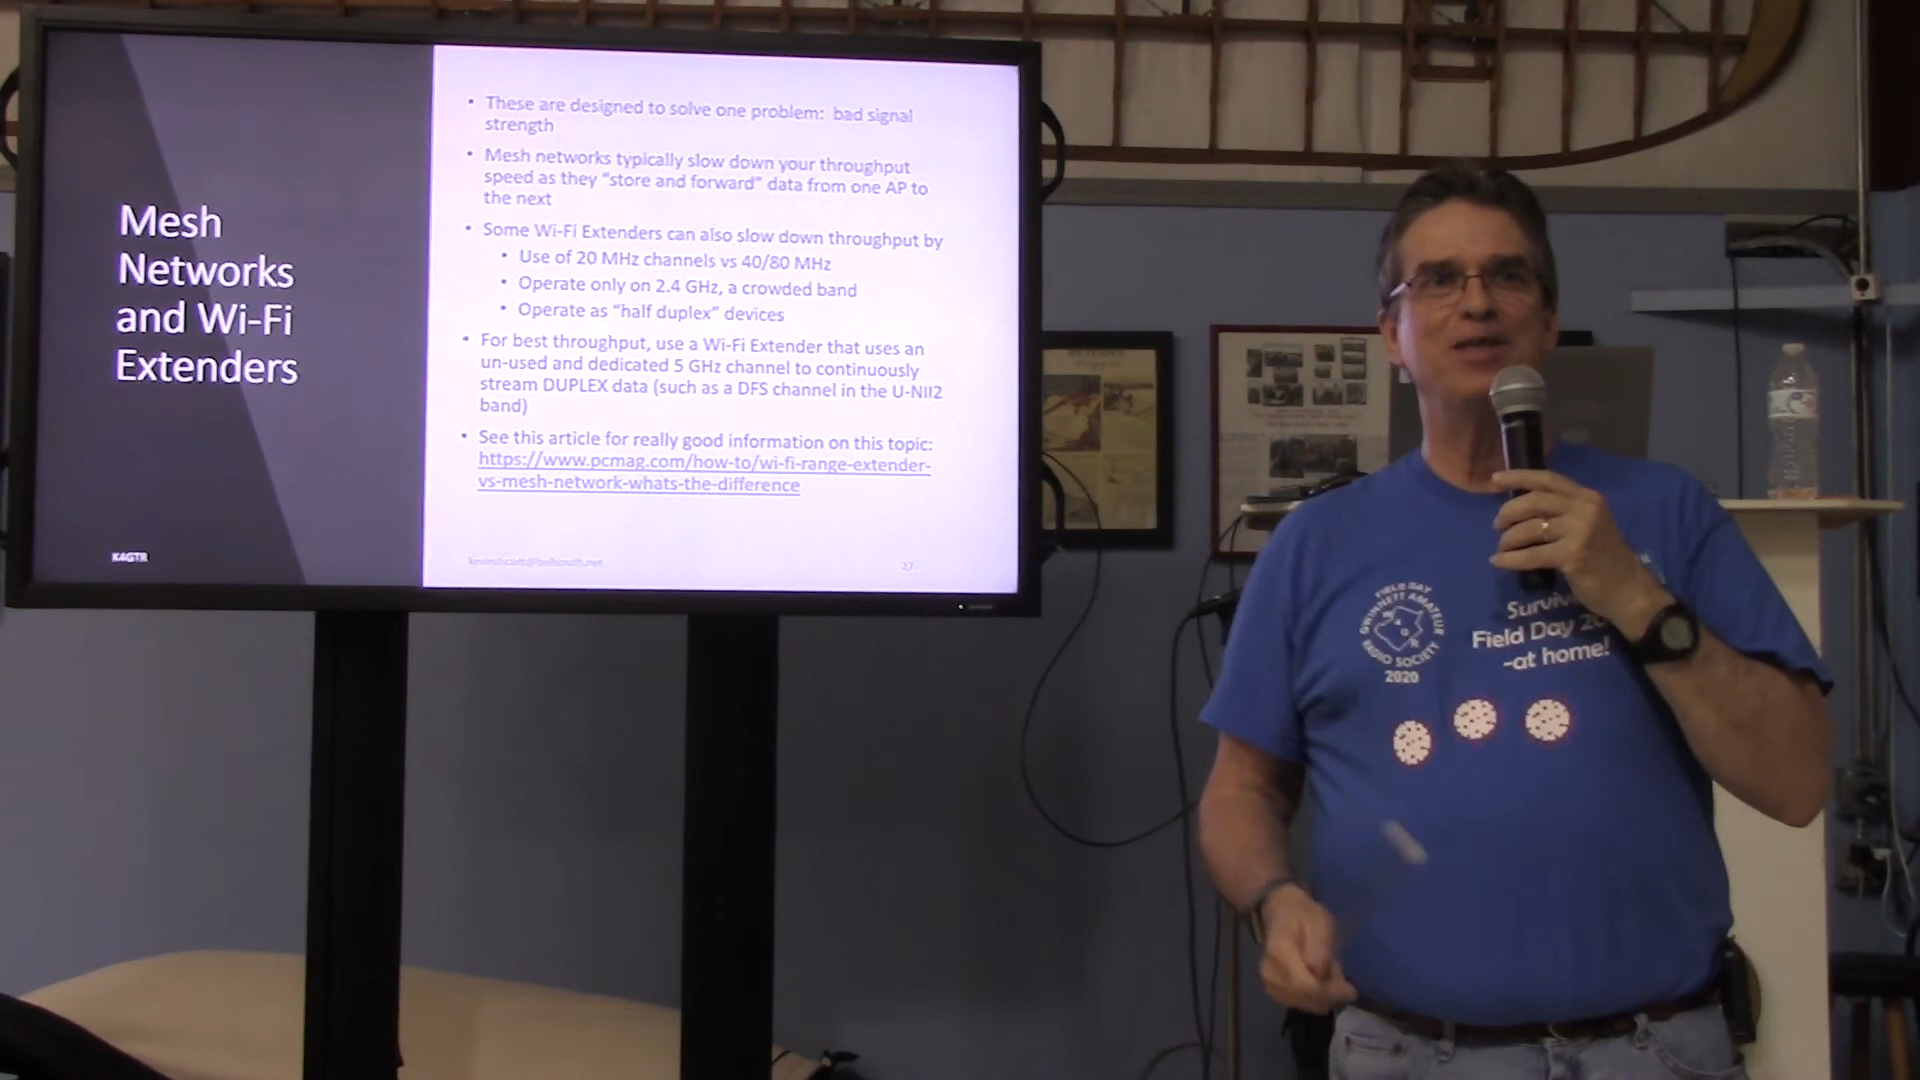 Mesh
Networks
and Wi-Fi
Extenders
• These are designed to solve one problem: bad signal
strength
• Mesh networks typically slow down your throughput
speed as they “store and forward” data from one AP to
the next
• Some Wi-Fi Extenders can also slow down throughput by
• Use of 20 MHz channels vs 40/80 MHz
• Operate only on 2.4 GHz, a crowded band
• Operate as “half duplex” devices
• For best throughput, use a Wi-Fi Extender that uses an
un-used and dedicated 5 GHz channel to continuously
stream DUPLEX data (such as a DFS channel in the U-NII2
band)
• See this article for really good information on this topic:
https://www.pcmag.com/how-to/wi-fi-range-extender-
vs-mesh-network-whats-the-difference
K4GTR
27
FIELD DAY
GWINNETT AMATEUR
RADIO SOCIETY
2020
Field Day
-at home!